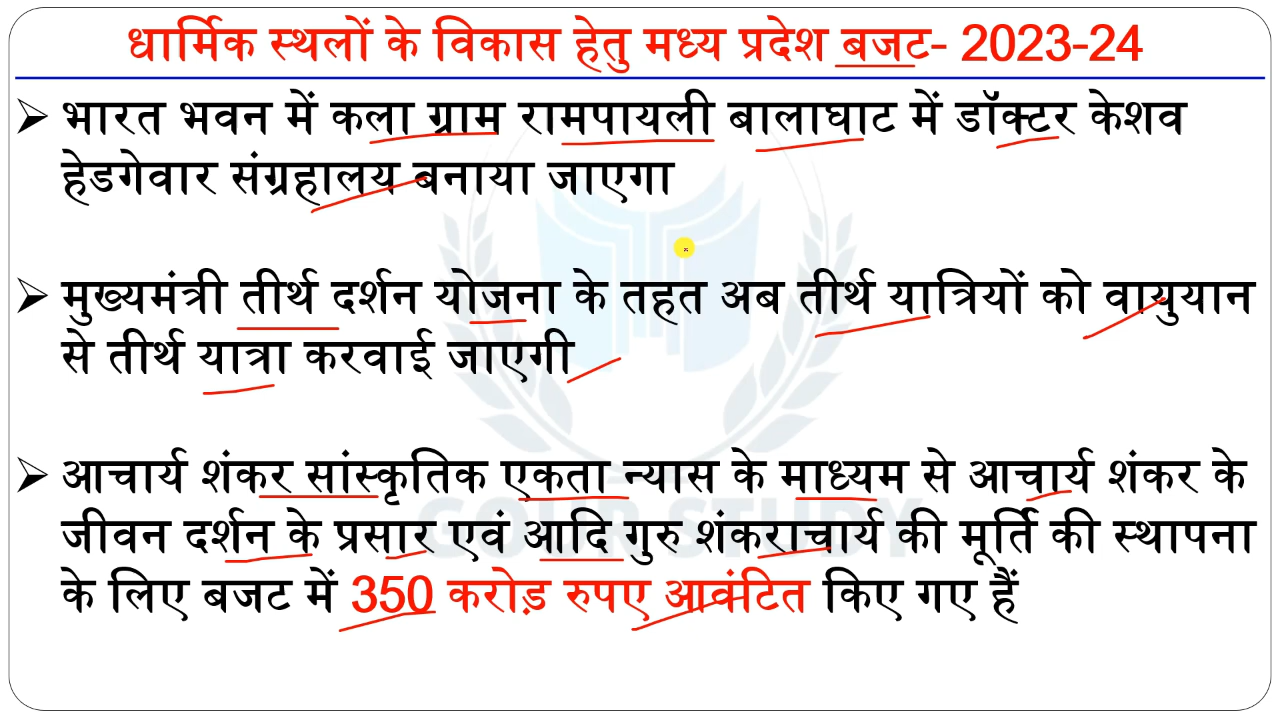 धार्मिक स्थलों के विकास हेतु मध्य प्रदेश बजट- 2023-24
भारत भवन में कला ग्राम रामपायली बालाघाट में डॉक्टर केशव
हेडगेवार संग्रहालय बनाया जाएगा
मुख्यमंत्री तीर्थ दर्शन योजना के तहत अब तीर्थ यात्रियों को वायुयान
से तीर्थ यात्रा करवाई जाएगी
आचार्य शंकर सांस्कृतिक एकता न्यास के माध्यम से आचार्य शंकर के
जीवन दर्शन के प्रसार एवं आदि गुरु शंकराचार्य की मूर्ति की स्थापना
के लिए बजट में 350 करोड़ रुपए आवंटित किए गए हैं
GOUR STUDY